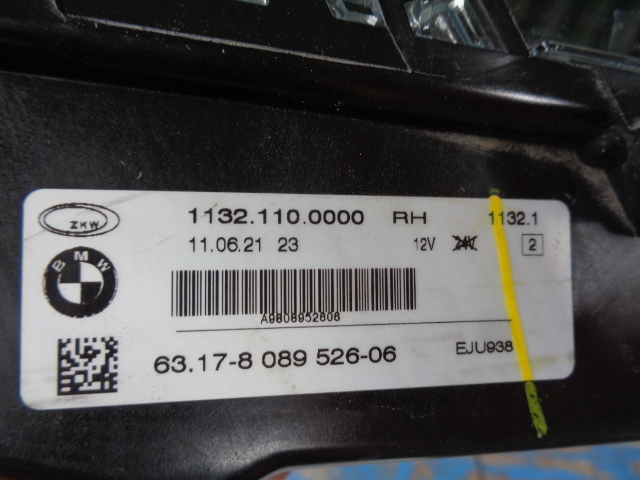 ZKW
1132.110.0000 RH 1132.1
11.06.21 23 12V 24V 2
BMW
A9808952606
63.17-8 089 526-06 EJU938